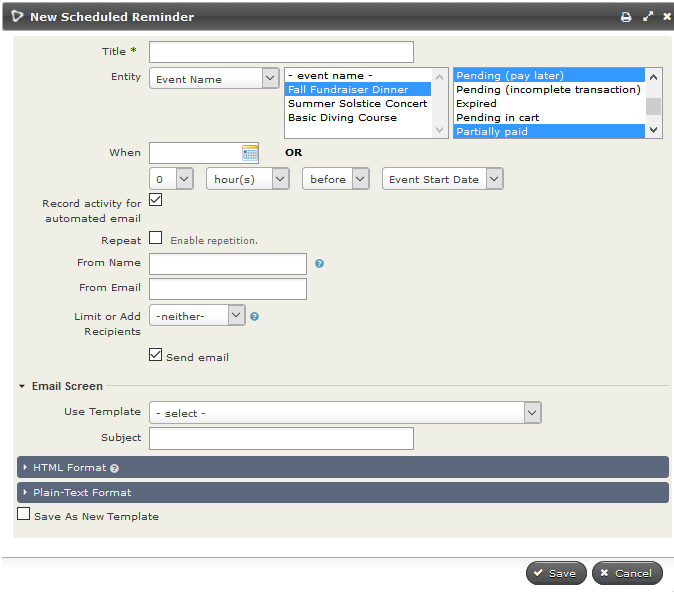 New Scheduled Reminder
Title *
Entity Event Name - event name - Pending (pay later)
Fall Fundraiser Dinner Pending (incomplete transaction)
Summer Solstice Concert Expired
Basic Diving Course Pending in cart
Partially paid
When OR
0 hour(s) before Event Start Date
Record activity for
automated email
Repeat Enable repetition.
From Name
From Email
Limit or Add -neither-
Recipients
Send email
Email Screen
Use Template - select -
Subject
HTML Format
Plain-Text Format
Save As New Template
Save Cancel